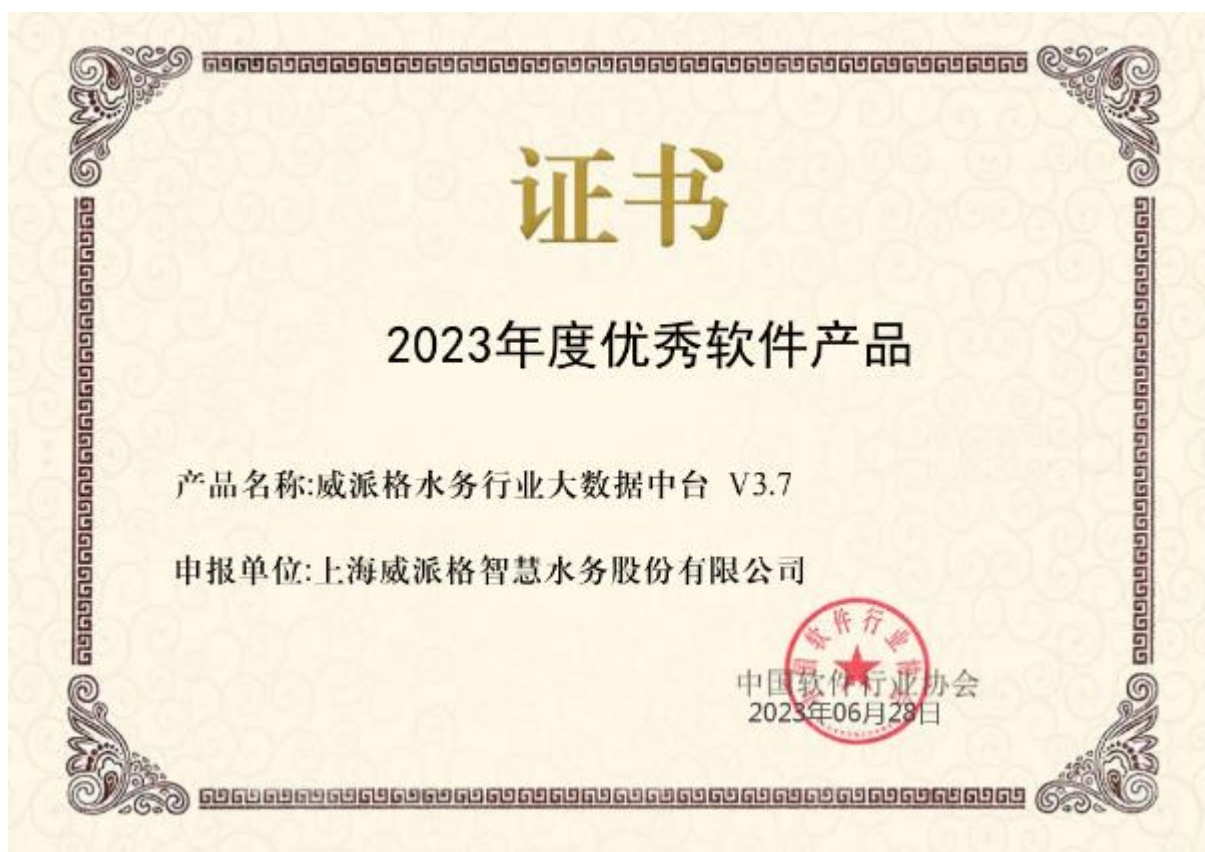 证书
2023年度优秀软件产品
产品名称:威派格水务行业大数据中台 V3.7
申报单位:上海威派格智慧水务股份有限公司
中国软件行业协会
2023年06月28日